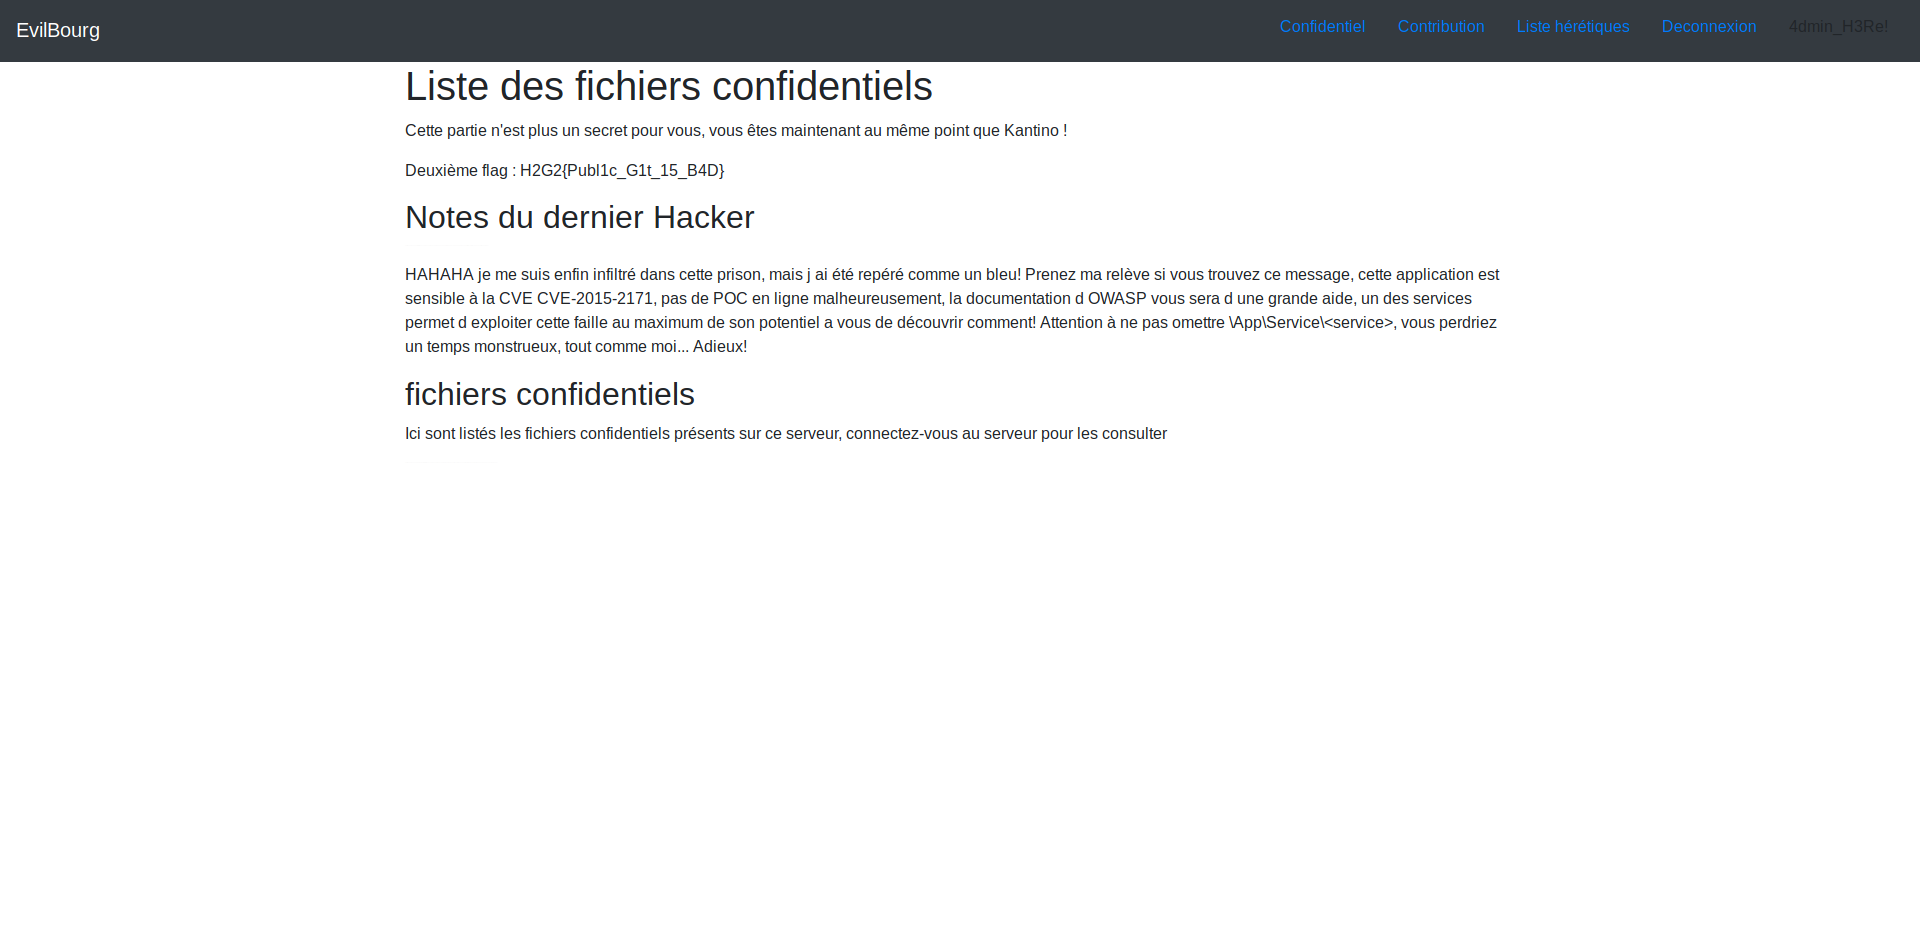 EvilBourg
Confidentiel
Contribution
Liste hérétiques
Deconnexion
4dmin_H3Re!
Liste des fichiers confidentiels
Cette partie n'est plus un secret pour vous, vous êtes maintenant au même point que Kantino !
Deuxième flag : H2G2{Publ1c_G1t_15_B4D}
Notes du dernier Hacker
HAHAHA je me suis enfin infiltré dans cette prison, mais j ai été repéré comme un bleu! Prenez ma relève si vous trouvez ce message, cette application est
sensible à la CVE CVE-2015-2171, pas de POC en ligne malheureusement, la documentation d OWASP vous sera d une grande aide, un des services
permet d exploiter cette faille au maximum de son potentiel a vous de découvrir comment! Attention à ne pas omettre \App\Service\<service>, vous perdriez
un temps monstrueux, tout comme moi... Adieux!
fichiers confidentiels
Ici sont listés les fichiers confidentiels présents sur ce serveur, connectez-vous au serveur pour les consulter